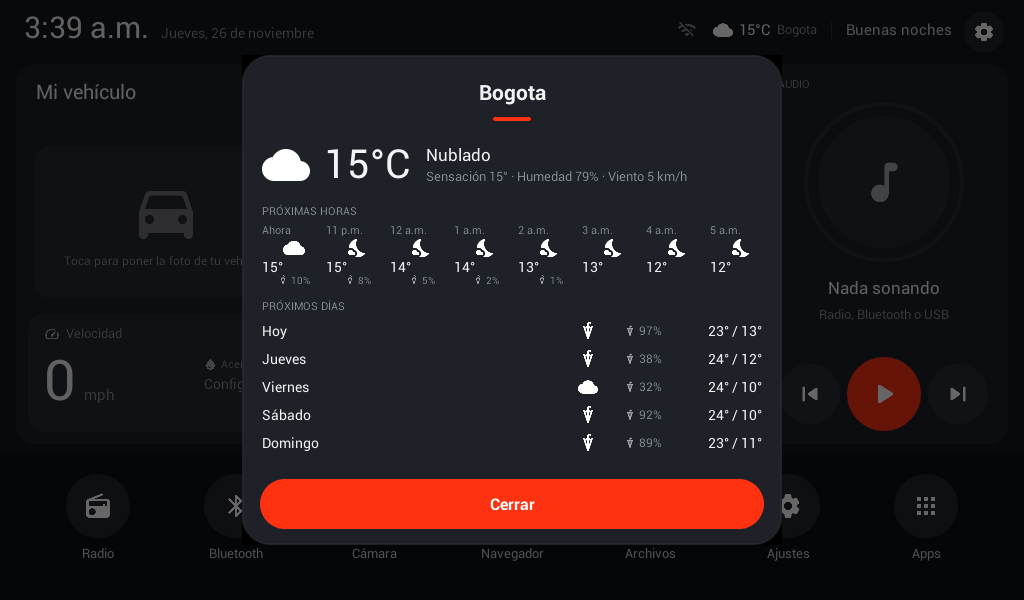 3:39 a.m. Jueves, 26 de noviembre
15°C Bogota Buenas noches
Mi vehículo
Toca para poner la foto de tu veh
Velocidad
0 mph
Acei
Config
Bogota
15°C
Nublado
Sensación 15° · Humedad 79% · Viento 5 km/h
PRÓXIMAS HORAS
Ahora 11 p.m. 12 a.m. 1 a.m. 2 a.m. 3 a.m. 4 a.m. 5 a.m.
15° 15° 14° 14° 13° 13° 12° 12°
10% 8% 5% 2% 1%
PRÓXIMOS DÍAS
Hoy 97% 23° / 13°
Jueves 38% 24° / 12°
Viernes 32% 24° / 10°
Sábado 92% 24° / 10°
Domingo 89% 23° / 11°
Cerrar
UDIO
Nada sonando
Radio, Bluetooth o USB
Radio Bluetooth Cámara Navegador Archivos Ajustes Apps